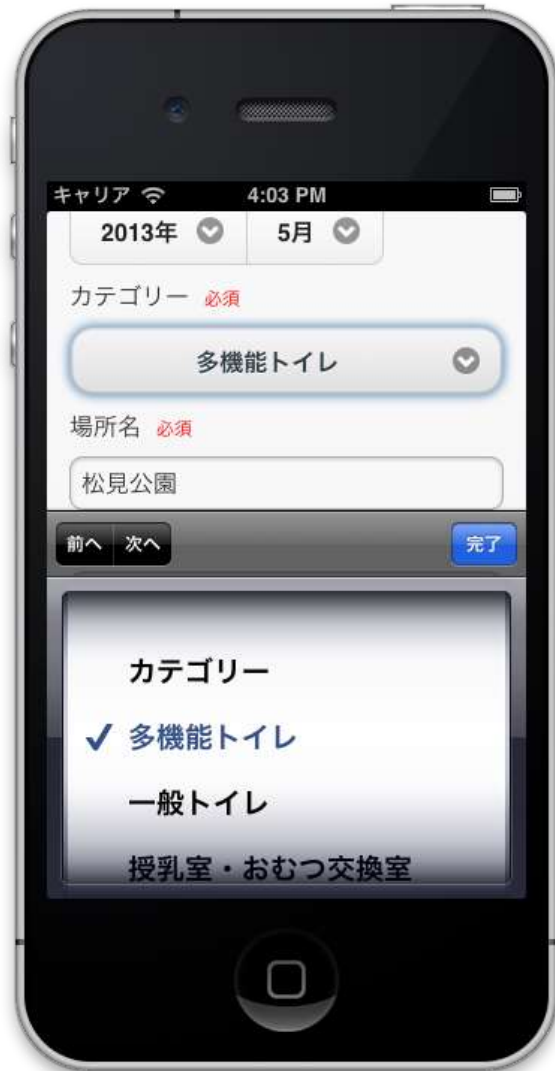 キャリア 4:03 PM
2013年 5月
カテゴリー 必須
多機能トイレ
場所名 必須
松見公園
前へ 次へ 完了
カテゴリー
✓ 多機能トイレ
一般トイレ
授乳室・おむつ交換室